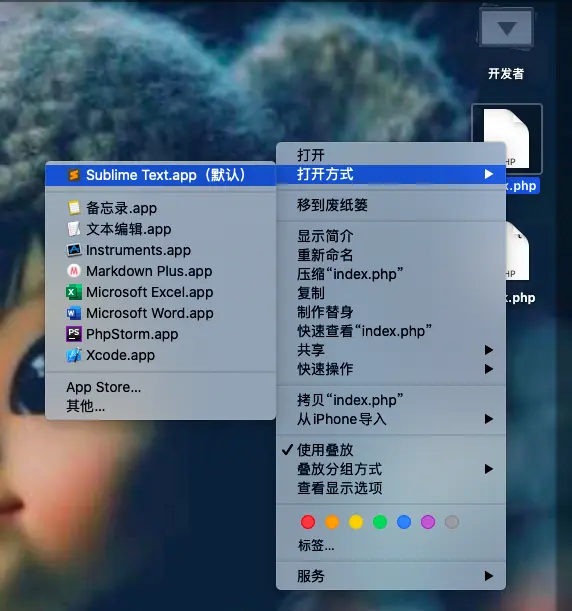 开发者
HP
x.php
HP
x.php
打开
打开方式
移到废纸篓
显示简介
重新命名
压缩“index.php”
复制
制作替身
快速查看“index.php”
共享
快速操作
拷贝“index.php”
从iPhone导入
使用叠放
叠放分组方式
查看显示选项
标签...
服务
Sublime Text.app（默认）
备忘录.app
文本编辑.app
Instruments.app
Markdown Plus.app
Microsoft Excel.app
Microsoft Word.app
PhpStorm.app
Xcode.app
App Store...
其他...